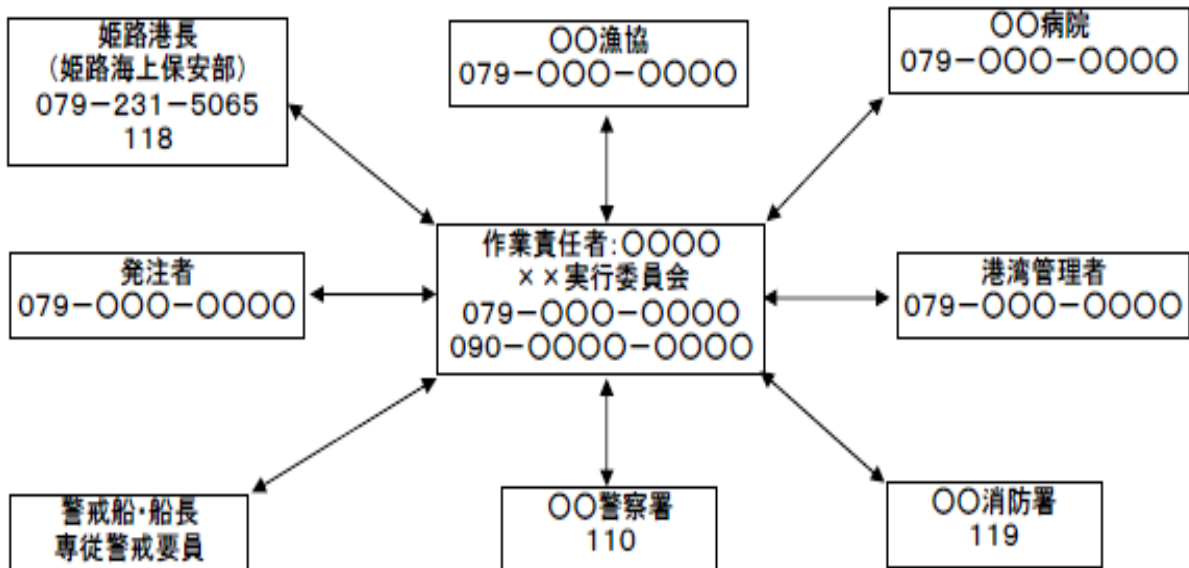 姫路港長
（姫路海上保安部）
079－231－5065
118
〇〇漁協
079－〇〇〇－〇〇〇〇
〇〇病院
079－〇〇〇－〇〇〇〇
発注者
079－〇〇〇－〇〇〇〇
作業責任者:〇〇〇〇
××実行委員会
079－〇〇〇－〇〇〇〇
090－〇〇〇〇－〇〇〇〇
港湾管理者
079－〇〇〇－〇〇〇〇
警戒船・船長
専従警戒要員
〇〇警察署
110
〇〇消防署
119